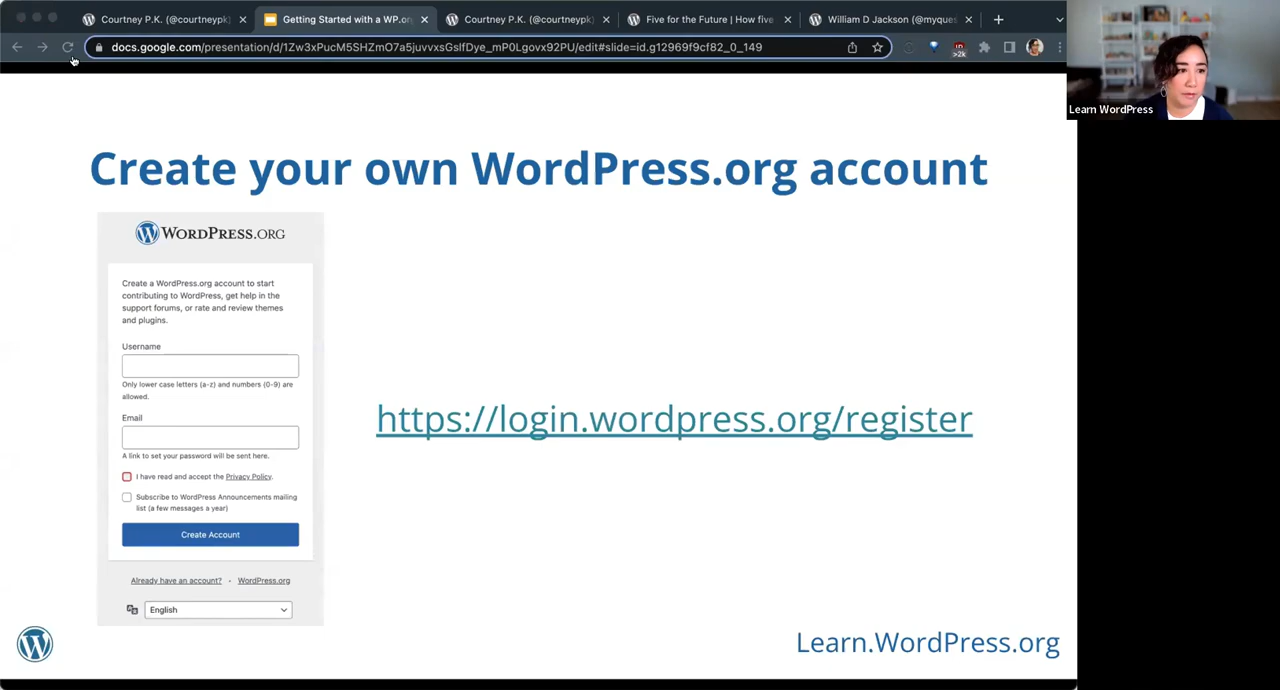 Courtney P.K. (@courtneypk)
Getting Started with a WP.org
Courtney P.K. (@courtneypk)
Five for the Future | How five
William D Jackson (@myques
docs.google.com/presentation/d/1Zw3xPucM5SHZmO7a5juvvxsGslfDye_mP0Lgovx92PU/edit#slide=id.g12969f9cf82_0_149
>2k
Learn WordPress
Create your own WordPress.org account
WORDPRESS.ORG
Create a WordPress.org account to start
contributing to WordPress, get help in the
support forums, or rate and review themes
and plugins.
Username
Only lower case letters (a-z) and numbers (0-9) are
allowed.
Email
A link to set your password will be sent here.
I have read and accept the Privacy Policy.
Subscribe to WordPress Announcements mailing
list (a few messages a year)
Create Account
Already have an account? • WordPress.org
English
https://login.wordpress.org/register
Learn.WordPress.org